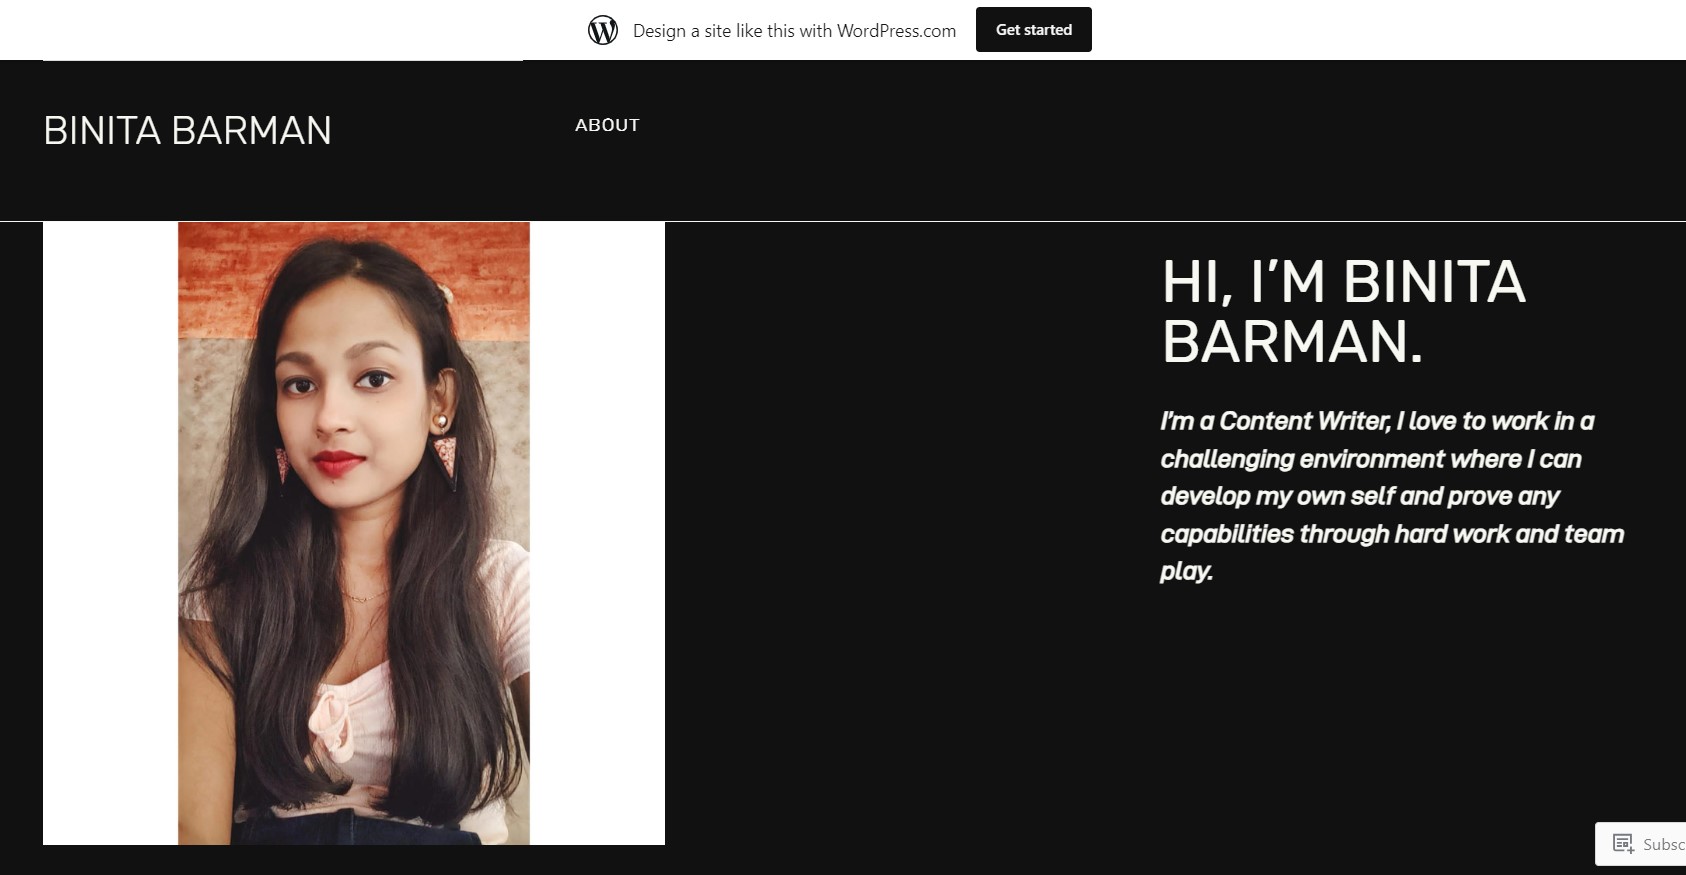 Design a site like this with WordPress.com
Get started
BINITA BARMAN
ABOUT
HI, I’M BINITA
BARMAN.
I’m a Content Writer, I love to work in a
challenging environment where I can
develop my own self and prove any
capabilities through hard work and team
play.
Subsc